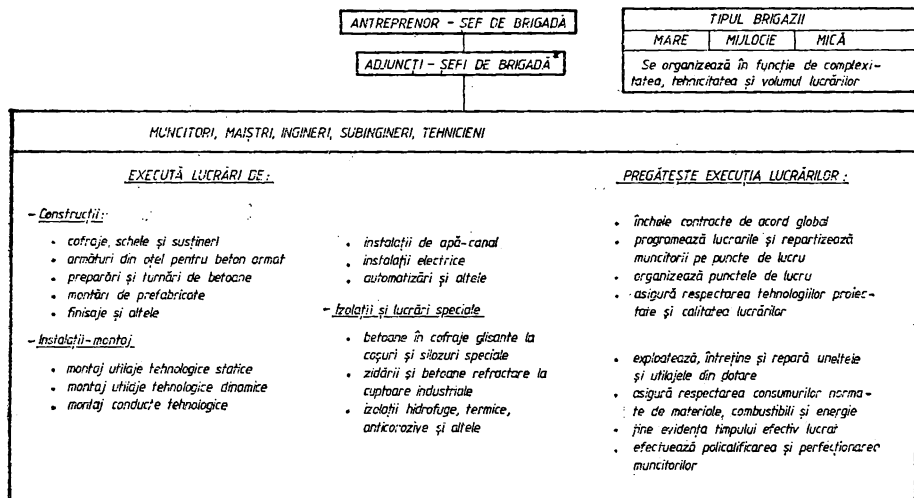 ANTREPRENOR - ȘEF DE BRIGADĂ
ADJUNCȚI - ȘEFI DE BRIGADĂ*
TIPUL BRIGAZII
MARE MIJLOCIE MICĂ
Se organizează în funcție de complexi-
tatea, tehnicitatea și volumul lucrărilor
MUNCITORI, MAIȘTRI, INGINERI, SUBINGINERI, TEHNICIENI
EXECUTĂ LUCRĂRI DE:
- Construcții:
• cofraje, schele și susțineri
• armături din oțel pentru beton armat
• preparări și turnări de betoane
• montări de prefabricate
• finisaje și altele
- Instalații-montaj
• montaj utilaje tehnologice statice
• montaj utilaje tehnologice dinamice
• montaj conducte tehnologice
• instalații de apă-canal
• instalații electrice
• automatizări și altele
- Izolații și lucrări speciale
• betoane în cofraje glisante la
coșuri și silozuri speciale
• zidării și betoane refractare la
cuptoare industriale
• izolații hidrofuge, termice,
anticorozive și altele
PREGĂTEȘTE EXECUȚIA LUCRĂRILOR:
• încheie contracte de acord global
• programează lucrarile și repartizează
muncitorii pe puncte de lucru
• organizează punctele de lucru
• asigură respectarea tehnologiilor proiec-
tate și calitatea lucrărilor
• exploatează, întreține și repară uneltele
și utilajele din dotare
• asigură respectarea consumurilor norma-
te de materiale, combustibili și energie
• ține evidența timpului efectiv lucrat
• efectuează policalificarea și perfecționarea
muncitorilor